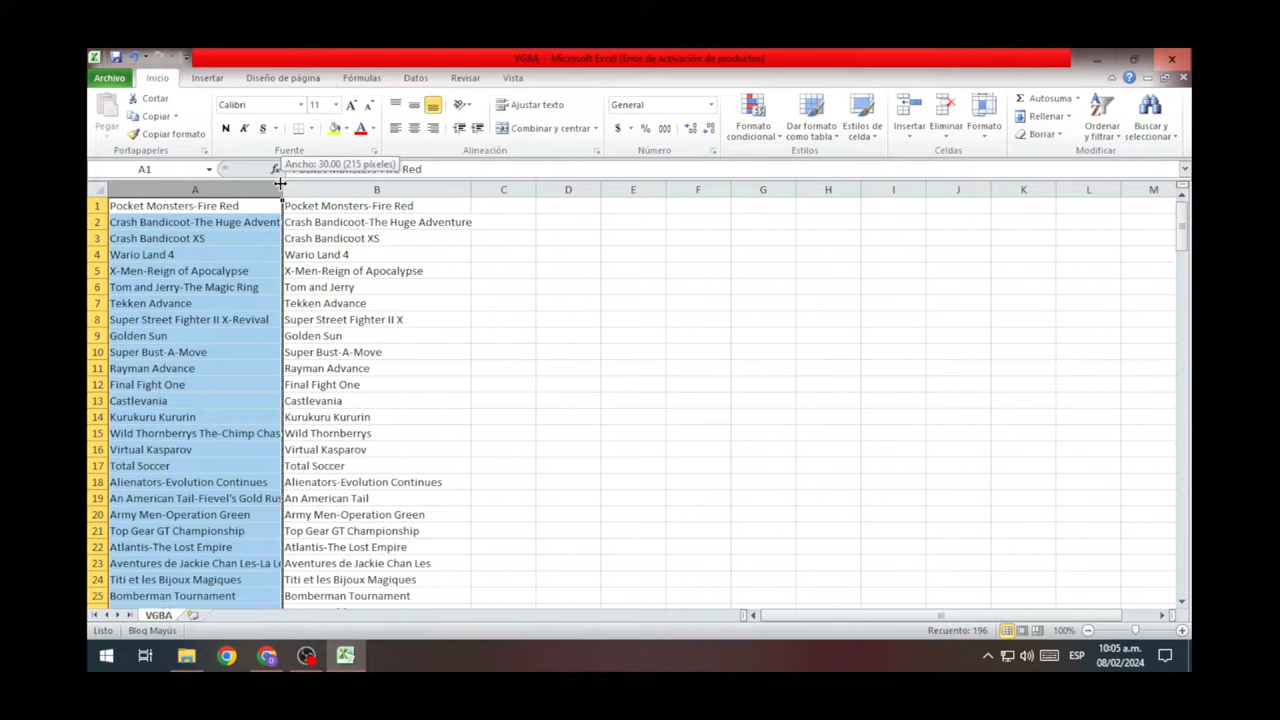 VGBA - Microsoft Excel (Error de activación de productos)
Archivo Inicio Insertar Diseño de página Fórmulas Datos Revisar Vista
Pegar
Cortar
Copiar
Copiar formato
Portapapeles
Calibri 11
N K S
Fuente
Ajustar texto
Combinar y centrar
Alineación
General
$ % 000
Número
Formato condicional
Dar formato como tabla
Estilos de celda
Estilos
Insertar
Eliminar
Formato
Celdas
Autosuma
Rellenar
Borrar
Ordenar y filtrar
Buscar y seleccionar
Modificar
A1 fx Pocket Monsters-Fire Red
Ancho: 30.00 (215 píxeles)
A B C D E F G H I J K L M
1 Pocket Monsters-Fire Red Pocket Monsters-Fire Red
2 Crash Bandicoot-The Huge Advent Crash Bandicoot-The Huge Adventure
3 Crash Bandicoot XS Crash Bandicoot XS
4 Wario Land 4 Wario Land 4
5 X-Men-Reign of Apocalypse X-Men-Reign of Apocalypse
6 Tom and Jerry-The Magic Ring Tom and Jerry
7 Tekken Advance Tekken Advance
8 Super Street Fighter II X-Revival Super Street Fighter II X
9 Golden Sun Golden Sun
10 Super Bust-A-Move Super Bust-A-Move
11 Rayman Advance Rayman Advance
12 Final Fight One Final Fight One
13 Castlevania Castlevania
14 Kurukuru Kururin Kurukuru Kururin
15 Wild Thornberrys The-Chimp Chas Wild Thornberrys
16 Virtual Kasparov Virtual Kasparov
17 Total Soccer Total Soccer
18 Alienators-Evolution Continues Alienators-Evolution Continues
19 An American Tail-Fievel's Gold Rus An American Tail
20 Army Men-Operation Green Army Men-Operation Green
21 Top Gear GT Championship Top Gear GT Championship
22 Atlantis-The Lost Empire Atlantis-The Lost Empire
23 Aventures de Jackie Chan Les-La Lé Aventures de Jackie Chan Les
24 Titi et les Bijoux Magiques Titi et les Bijoux Magiques
25 Bomberman Tournament Bomberman Tournament
VGBA
Listo Bloq Mayús Recuento: 196 100%
ESP 10:05 a.m.
08/02/2024